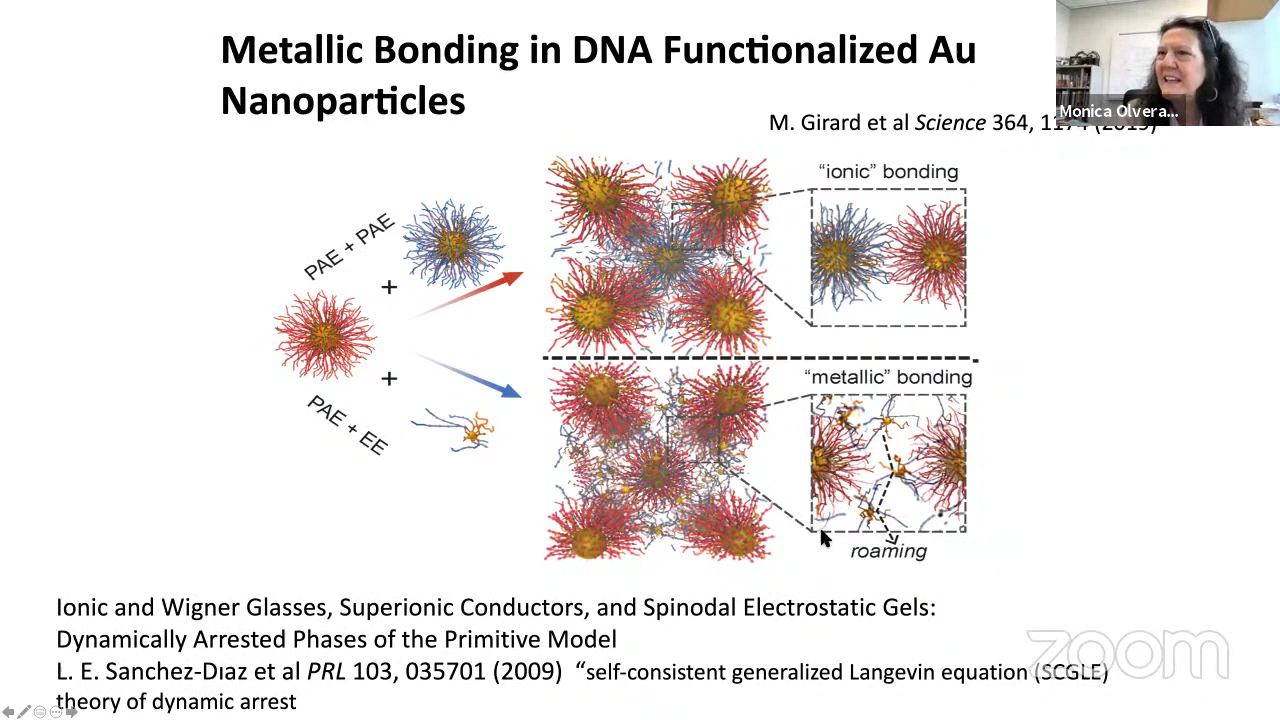 Metallic Bonding in DNA Functionalized Au
Nanoparticles
Monica Olvera...
M. Girard et al Science 364,
"ionic" bonding
PAE + PAE
+
+
PAE + EE
"metallic" bonding
roaming
Ionic and Wigner Glasses, Superionic Conductors, and Spinodal Electrostatic Gels:
Dynamically Arrested Phases of the Primitive Model
L. E. Sanchez-Dıaz et al PRL 103, 035701 (2009) “self-consistent generalized Langevin equation (SCGLE)
theory of dynamic arrest
zoom